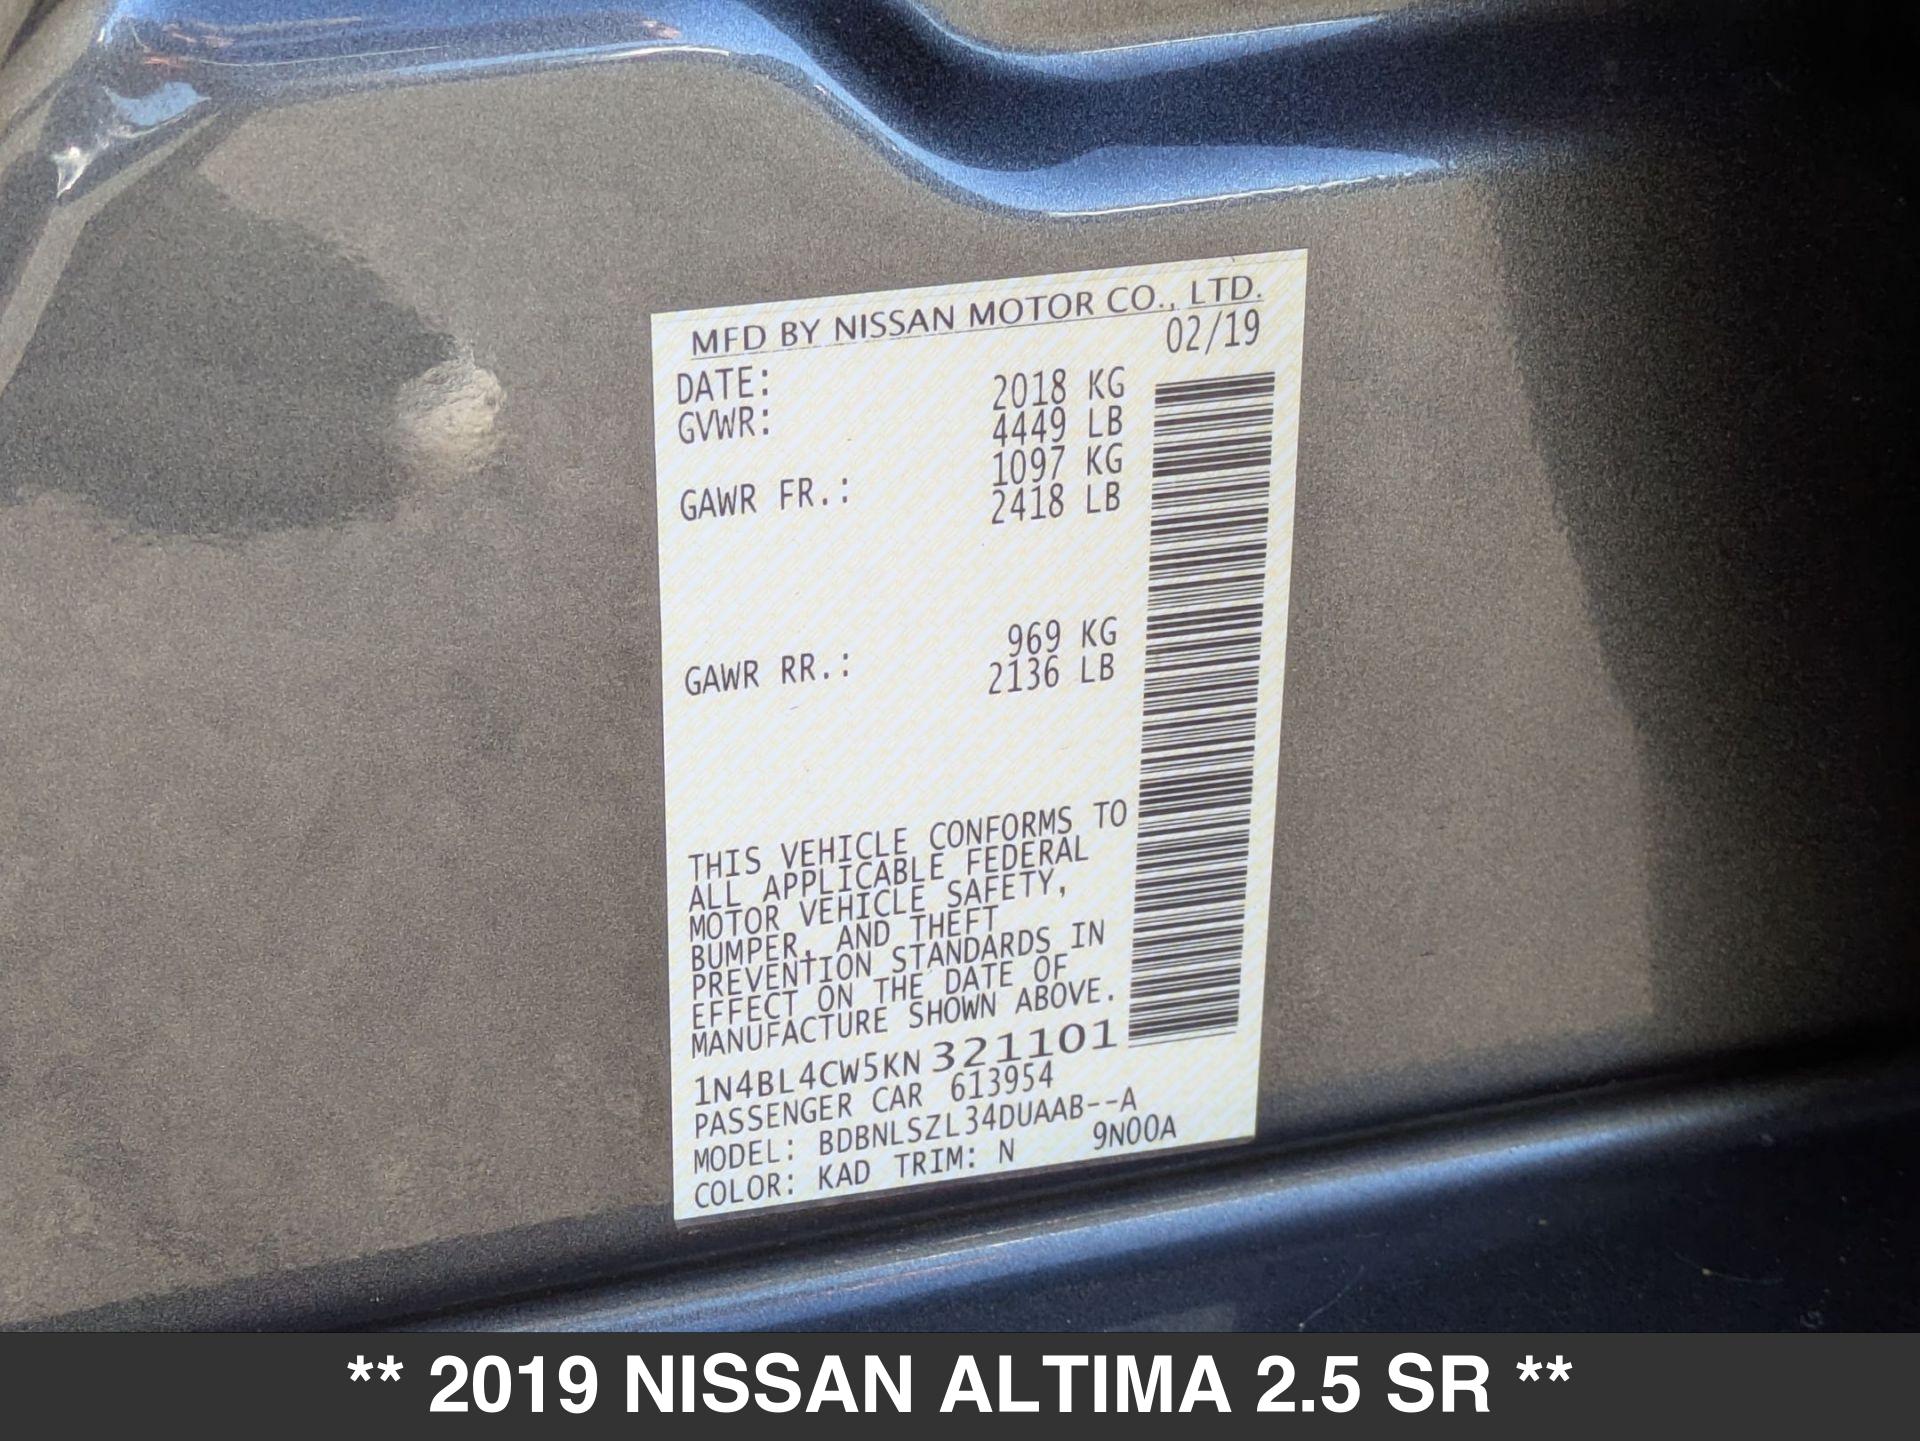 MFD BY NISSAN MOTOR CO., LTD.
DATE: 02/19
GVWR: 2018 KG
4449 LB
GAWR FR.: 1097 KG
2418 LB
GAWR RR.: 969 KG
2136 LB
THIS VEHICLE CONFORMS TO
ALL APPLICABLE FEDERAL
MOTOR VEHICLE SAFETY,
BUMPER, AND THEFT
PREVENTION STANDARDS IN
EFFECT ON THE DATE OF
MANUFACTURE SHOWN ABOVE.
1N4BL4CW5KN 321101
PASSENGER CAR 613954
MODEL: BDBNLSZL34DUAAB--A
COLOR: KAD TRIM: N 9N00A
** 2019 NISSAN ALTIMA 2.5 SR **